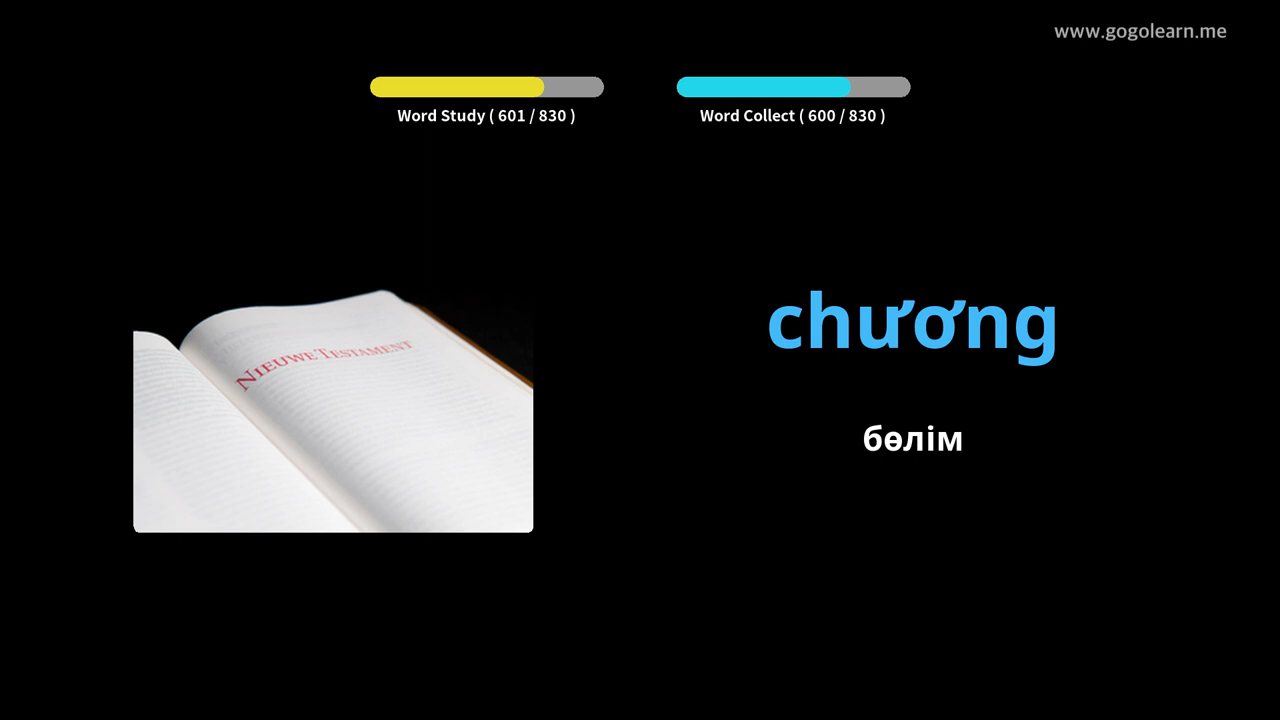 www.gogolearn.me
Word Study ( 601 / 830 )
Word Collect ( 600 / 830 )
NIEUWE TESTAMENT
chương
бөлім